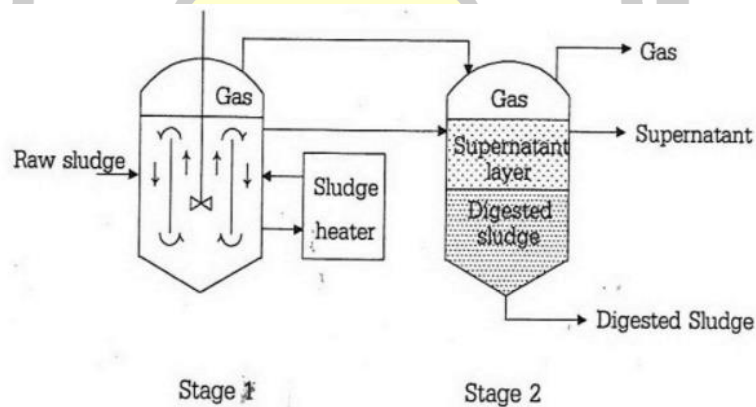 Gas
Gas
Gas
Supernatant
Supernatant
layer
Raw sludge
Sludge
heater
Digested
sludge
Digested Sludge
Stage 1
Stage 2